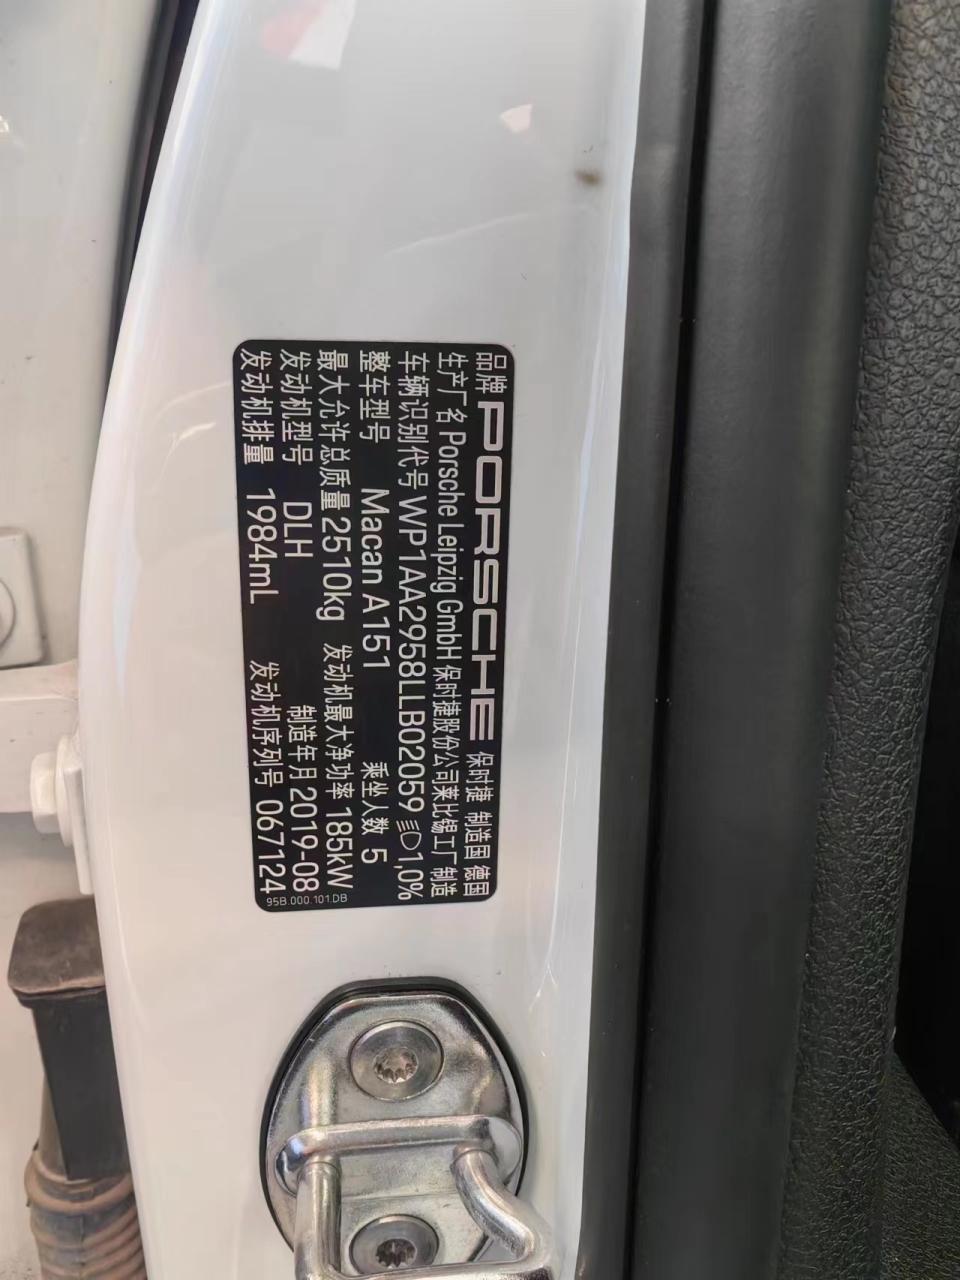 品牌 PORSCHE 保时捷 制造国 德国
生产厂名 Porsche Leipzig GmbH 保时捷股份公司莱比锡工厂制造
车辆识别代号 WP1AA2958LLB02059 1,0%
整车型号 Macan A151 乘坐人数 5
最大允许总质量 2510kg 发动机最大净功率 185kW
发动机型号 DLH 制造年月 2019-08
发动机排量 1984mL 发动机序列号 067124
95B.000.101.DB